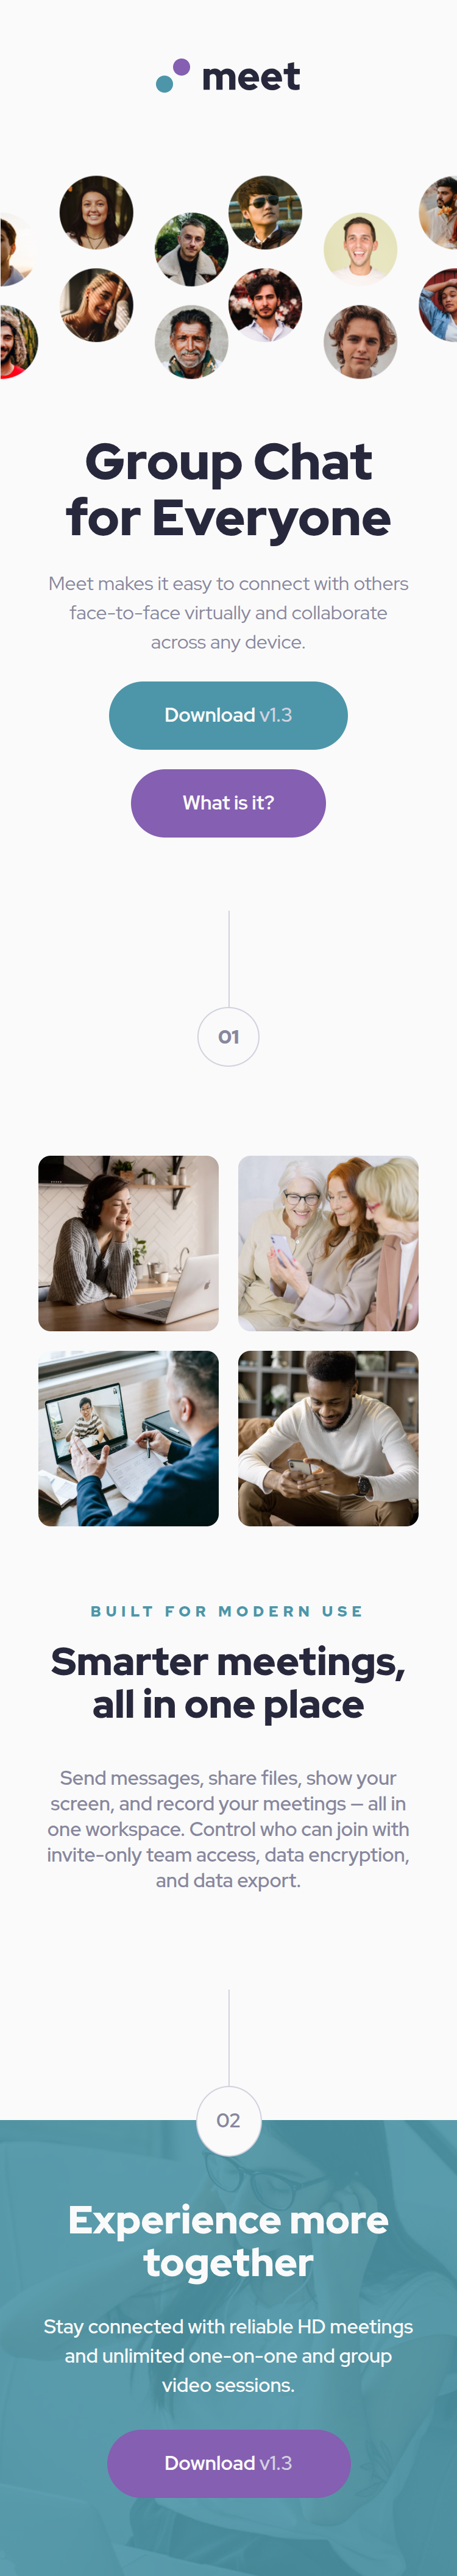 meet
Group Chat
for Everyone
Meet makes it easy to connect with others
face-to-face virtually and collaborate
across any device.
Download v1.3
What is it?
01
BUILT FOR MODERN USE
Smarter meetings,
all in one place
Send messages, share files, show your
screen, and record your meetings — all in
one workspace. Control who can join with
invite-only team access, data encryption,
and data export.
02
Experience more
together
Stay connected with reliable HD meetings
and unlimited one-on-one and group
video sessions.
Download v1.3